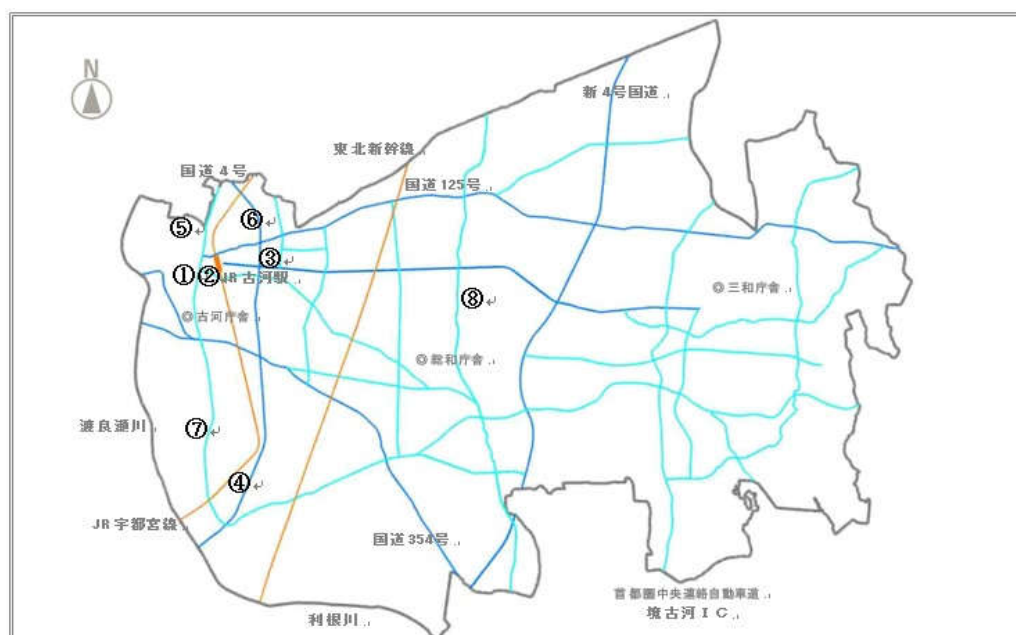 N
新4号国道
東北新幹線
国道4号
国道125号
⑥
⑤
③
① ② JR古河駅
⑧
◎三和庁舎
◎古河庁舎
◎総和庁舎
渡良瀬川
⑦
④
JR宇都宮線
国道354号
首都圏中央連絡自動車道
利根川
境古河IC